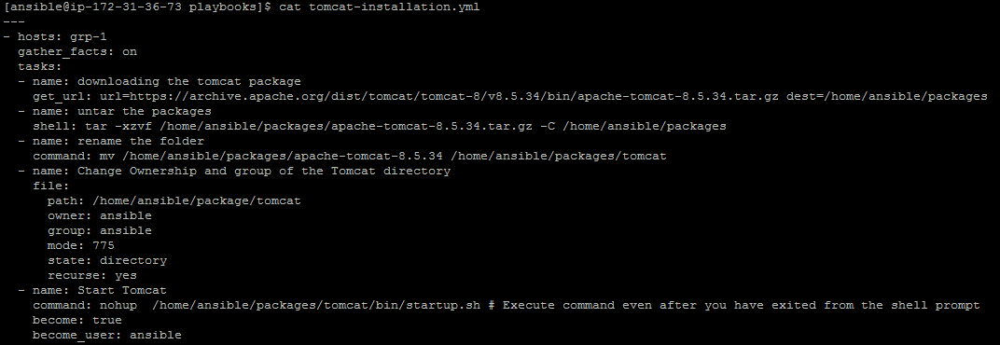 [ansible@ip-172-31-36-73 playbooks]$ cat tomcat-installation.yml
---
- hosts: grp-1
  gather_facts: on
  tasks:
  - name: downloading the tomcat package
    get_url: url=https://archive.apache.org/dist/tomcat/tomcat-8/v8.5.34/bin/apache-tomcat-8.5.34.tar.gz dest=/home/ansible/packages
  - name: untar the packages
    shell: tar -xzvf /home/ansible/packages/apache-tomcat-8.5.34.tar.gz -C /home/ansible/packages
  - name: rename the folder
    command: mv /home/ansible/packages/apache-tomcat-8.5.34 /home/ansible/packages/tomcat
  - name: Change Ownership and group of the Tomcat directory
    file:
      path: /home/ansible/package/tomcat
      owner: ansible
      group: ansible
      mode: 775
      state: directory
      recurse: yes
  - name: Start Tomcat
    command: nohup  /home/ansible/packages/tomcat/bin/startup.sh # Execute command even after you have exited from the shell prompt
    become: true
    become_user: ansible